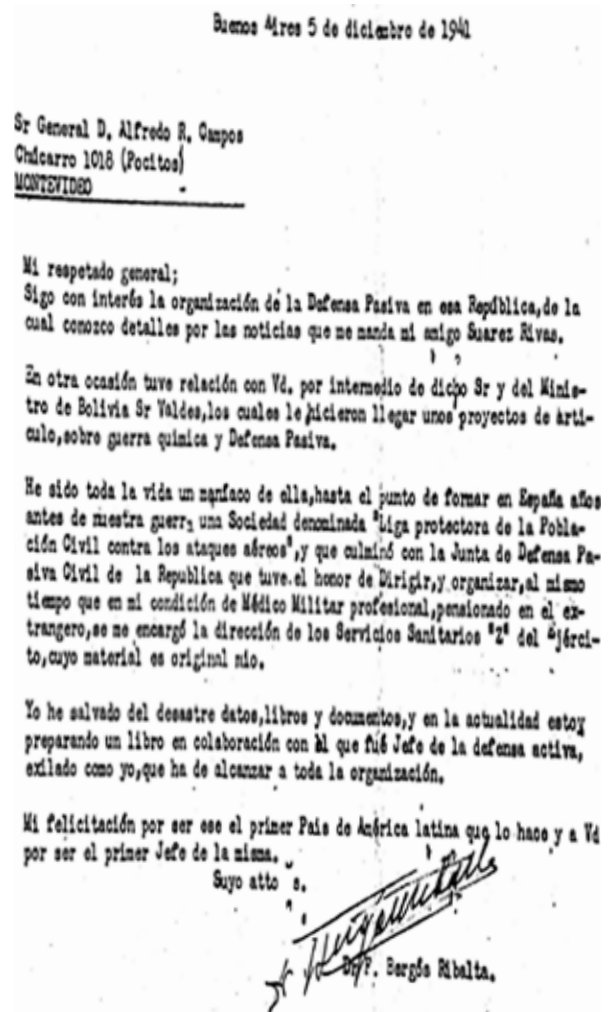 Buenos Aires 5 de diciembre de 1941
Sr General D. Alfredo R. Campos
Chucarro 1018 (Pocitos)
MONTEVIDEO
Mi respetado general;
Sigo con interés la organización de la Defensa Pasiva en esa República,de la
cual conozco detalles por las noticias que me manda mi amigo Suarez Rivas.
En otra ocasión tuve relación con Vd. por intermedio de dicho Sr y del Minis-
tro de Bolivia Sr Valdes,los cuales le hicieron llegar unos proyectos de árti-
culo,sobre guerra quimica y Defensa Pasiva.
He sido toda la vida un maníaco de ella,hasta el punto de formar en España años
antes de nuestra guerra una Sociedad denominada "Liga protectora de la Pobla-
ción Civil contra los ataques aéreos",y que culminó con la Junta de Defensa Pa-
siva Civil de la Republica que tuve.el honor de Dirigir,y organizar,al mismo
tiempo que en mi condición de Médico Militar profesional,pensionado en el ex-
trangero,se me encargó la dirección de los Servicios Sanitarios "Z" del Ejérci-
to,cuyo material es original mio.
Yo he salvado del desastre datos,libros y documentos,y en la actualidad estoy
preparando un libro en colaboración con él que fué Jefe de la defensa activa,
exilado como yo,que ha de alcanzar a toda la organización.
Mi felicitación por ser ese el primer Pais de América latina que lo hace y a Vd
por ser el primer Jefe de la misma.
Suyo atto s.
Dr F. Bergós Ribalta.